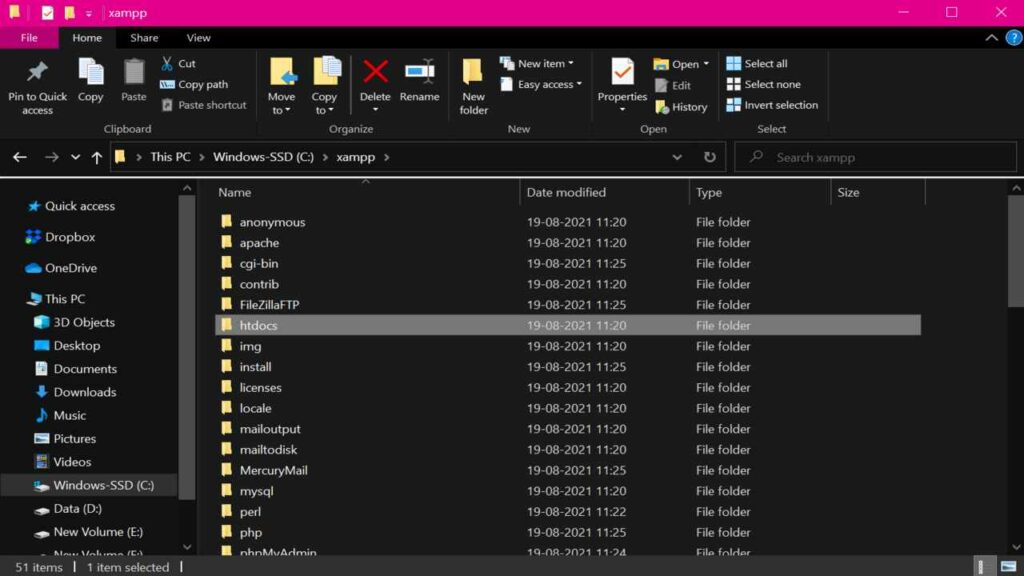 xampp
File Home Share View
Pin to Quick access
Copy
Paste
Cut
Copy path
Paste shortcut
Clipboard
Move to
Copy to
Delete
Rename
Organize
New folder
New item
Easy access
New
Properties
Open
Edit
History
Open
Select all
Select none
Invert selection
Select
This PC > Windows-SSD (C:) > xampp >
Search xampp
Quick access
Dropbox
OneDrive
This PC
3D Objects
Desktop
Documents
Downloads
Music
Pictures
Videos
Windows-SSD (C:)
Data (D:)
New Volume (E:)
New Volume (F:)
Name Date modified Type Size
anonymous 19-08-2021 11:20 File folder
apache 19-08-2021 11:20 File folder
cgi-bin 19-08-2021 11:25 File folder
contrib 19-08-2021 11:20 File folder
FileZillaFTP 19-08-2021 11:25 File folder
htdocs 19-08-2021 11:20 File folder
img 19-08-2021 11:20 File folder
install 19-08-2021 11:25 File folder
licenses 19-08-2021 11:20 File folder
locale 19-08-2021 11:20 File folder
mailoutput 19-08-2021 11:20 File folder
mailtodisk 19-08-2021 11:20 File folder
MercuryMail 19-08-2021 11:25 File folder
mysql 19-08-2021 11:20 File folder
perl 19-08-2021 11:22 File folder
php 19-08-2021 11:25 File folder
phpMyAdmin 19-08-2021 11:24 File folder
51 items 1 item selected